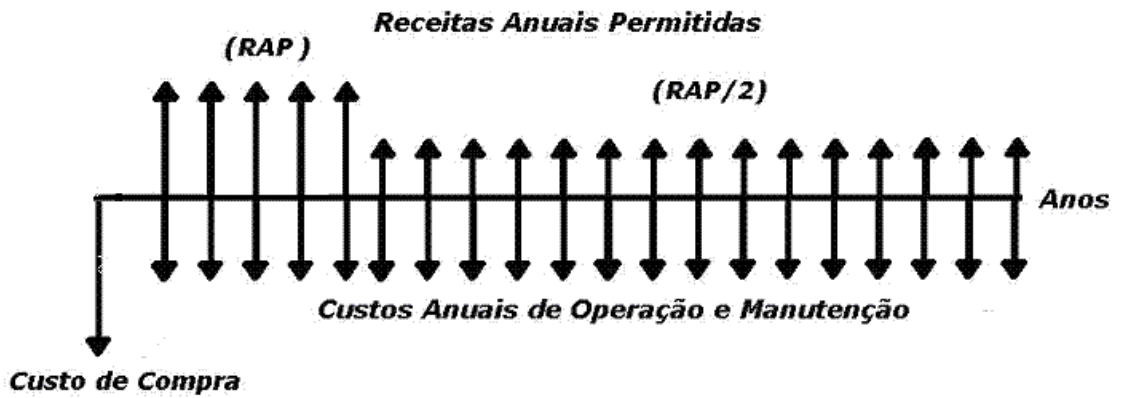 Receitas Anuais Permitidas
(RAP )
(RAP/2)
Anos
Custos Anuais de Operação e Manutenção
Custo de Compra